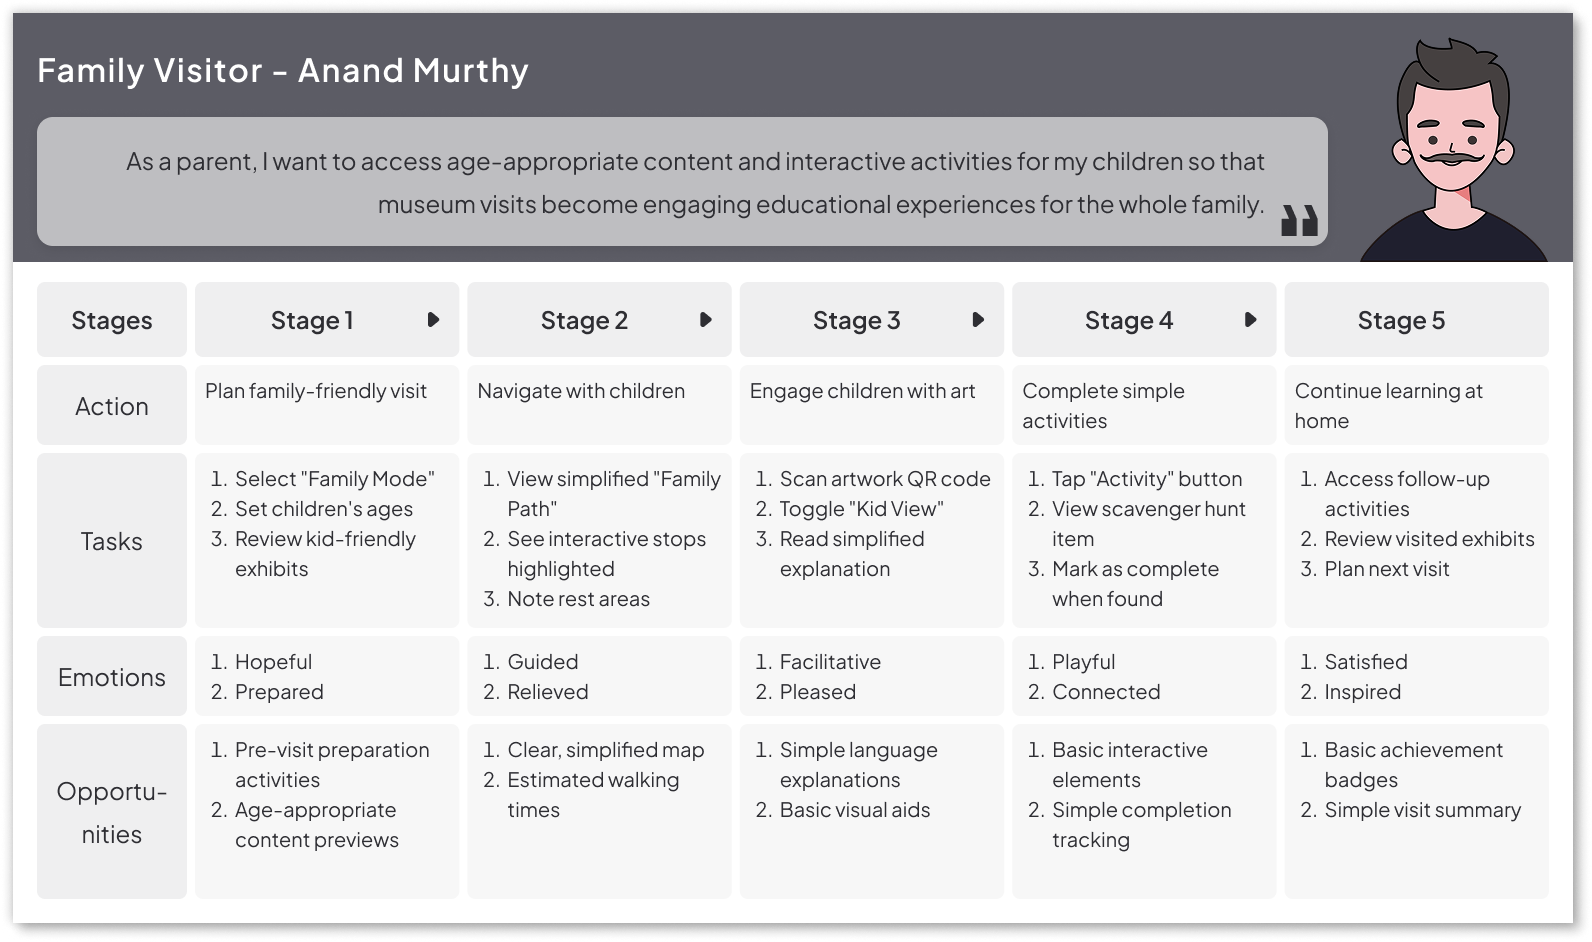 Family Visitor – Anand Murthy
As a parent, I want to access age-appropriate content and interactive activities for my children so that
museum visits become engaging educational experiences for the whole family.
Stages
Stage 1
Stage 2
Stage 3
Stage 4
Stage 5
Action
Plan family-friendly visit
Navigate with children
Engage children with art
Complete simple
activities
Continue learning at
home
Tasks
1. Select "Family Mode"
2. Set children's ages
3. Review kid-friendly
exhibits
1. View simplified "Family
Path"
2. See interactive stops
highlighted
3. Note rest areas
1. Scan artwork QR code
2. Toggle "Kid View"
3. Read simplified
explanation
1. Tap "Activity" button
2. View scavenger hunt
item
3. Mark as complete
when found
1. Access follow-up
activities
2. Review visited exhibits
3. Plan next visit
Emotions
1. Hopeful
2. Prepared
1. Guided
2. Relieved
1. Facilitative
2. Pleased
1. Playful
2. Connected
1. Satisfied
2. Inspired
Opportu-
nities
1. Pre-visit preparation
activities
2. Age-appropriate
content previews
1. Clear, simplified map
2. Estimated walking
times
1. Simple language
explanations
2. Basic visual aids
1. Basic interactive
elements
2. Simple completion
tracking
1. Basic achievement
badges
2. Simple visit summary